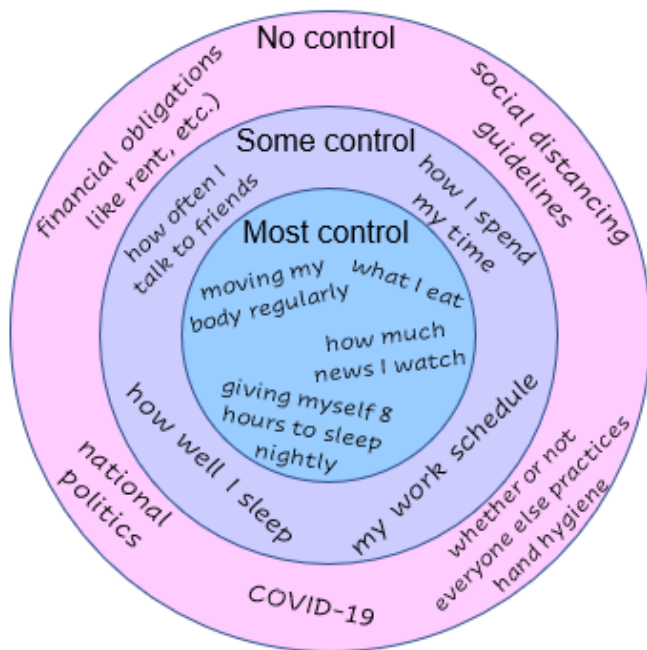 No control
financial obligations
like rent, etc.)
social distancing
guidelines
Some control
how often I
talk to friends
how I spend
my time
Most control
moving my
body regularly
what I eat
how much
news I watch
giving myself 8
hours to sleep
nightly
how well I sleep
my work schedule
national
politics
COVID-19
whether or not
everyone else practices
hand hygiene